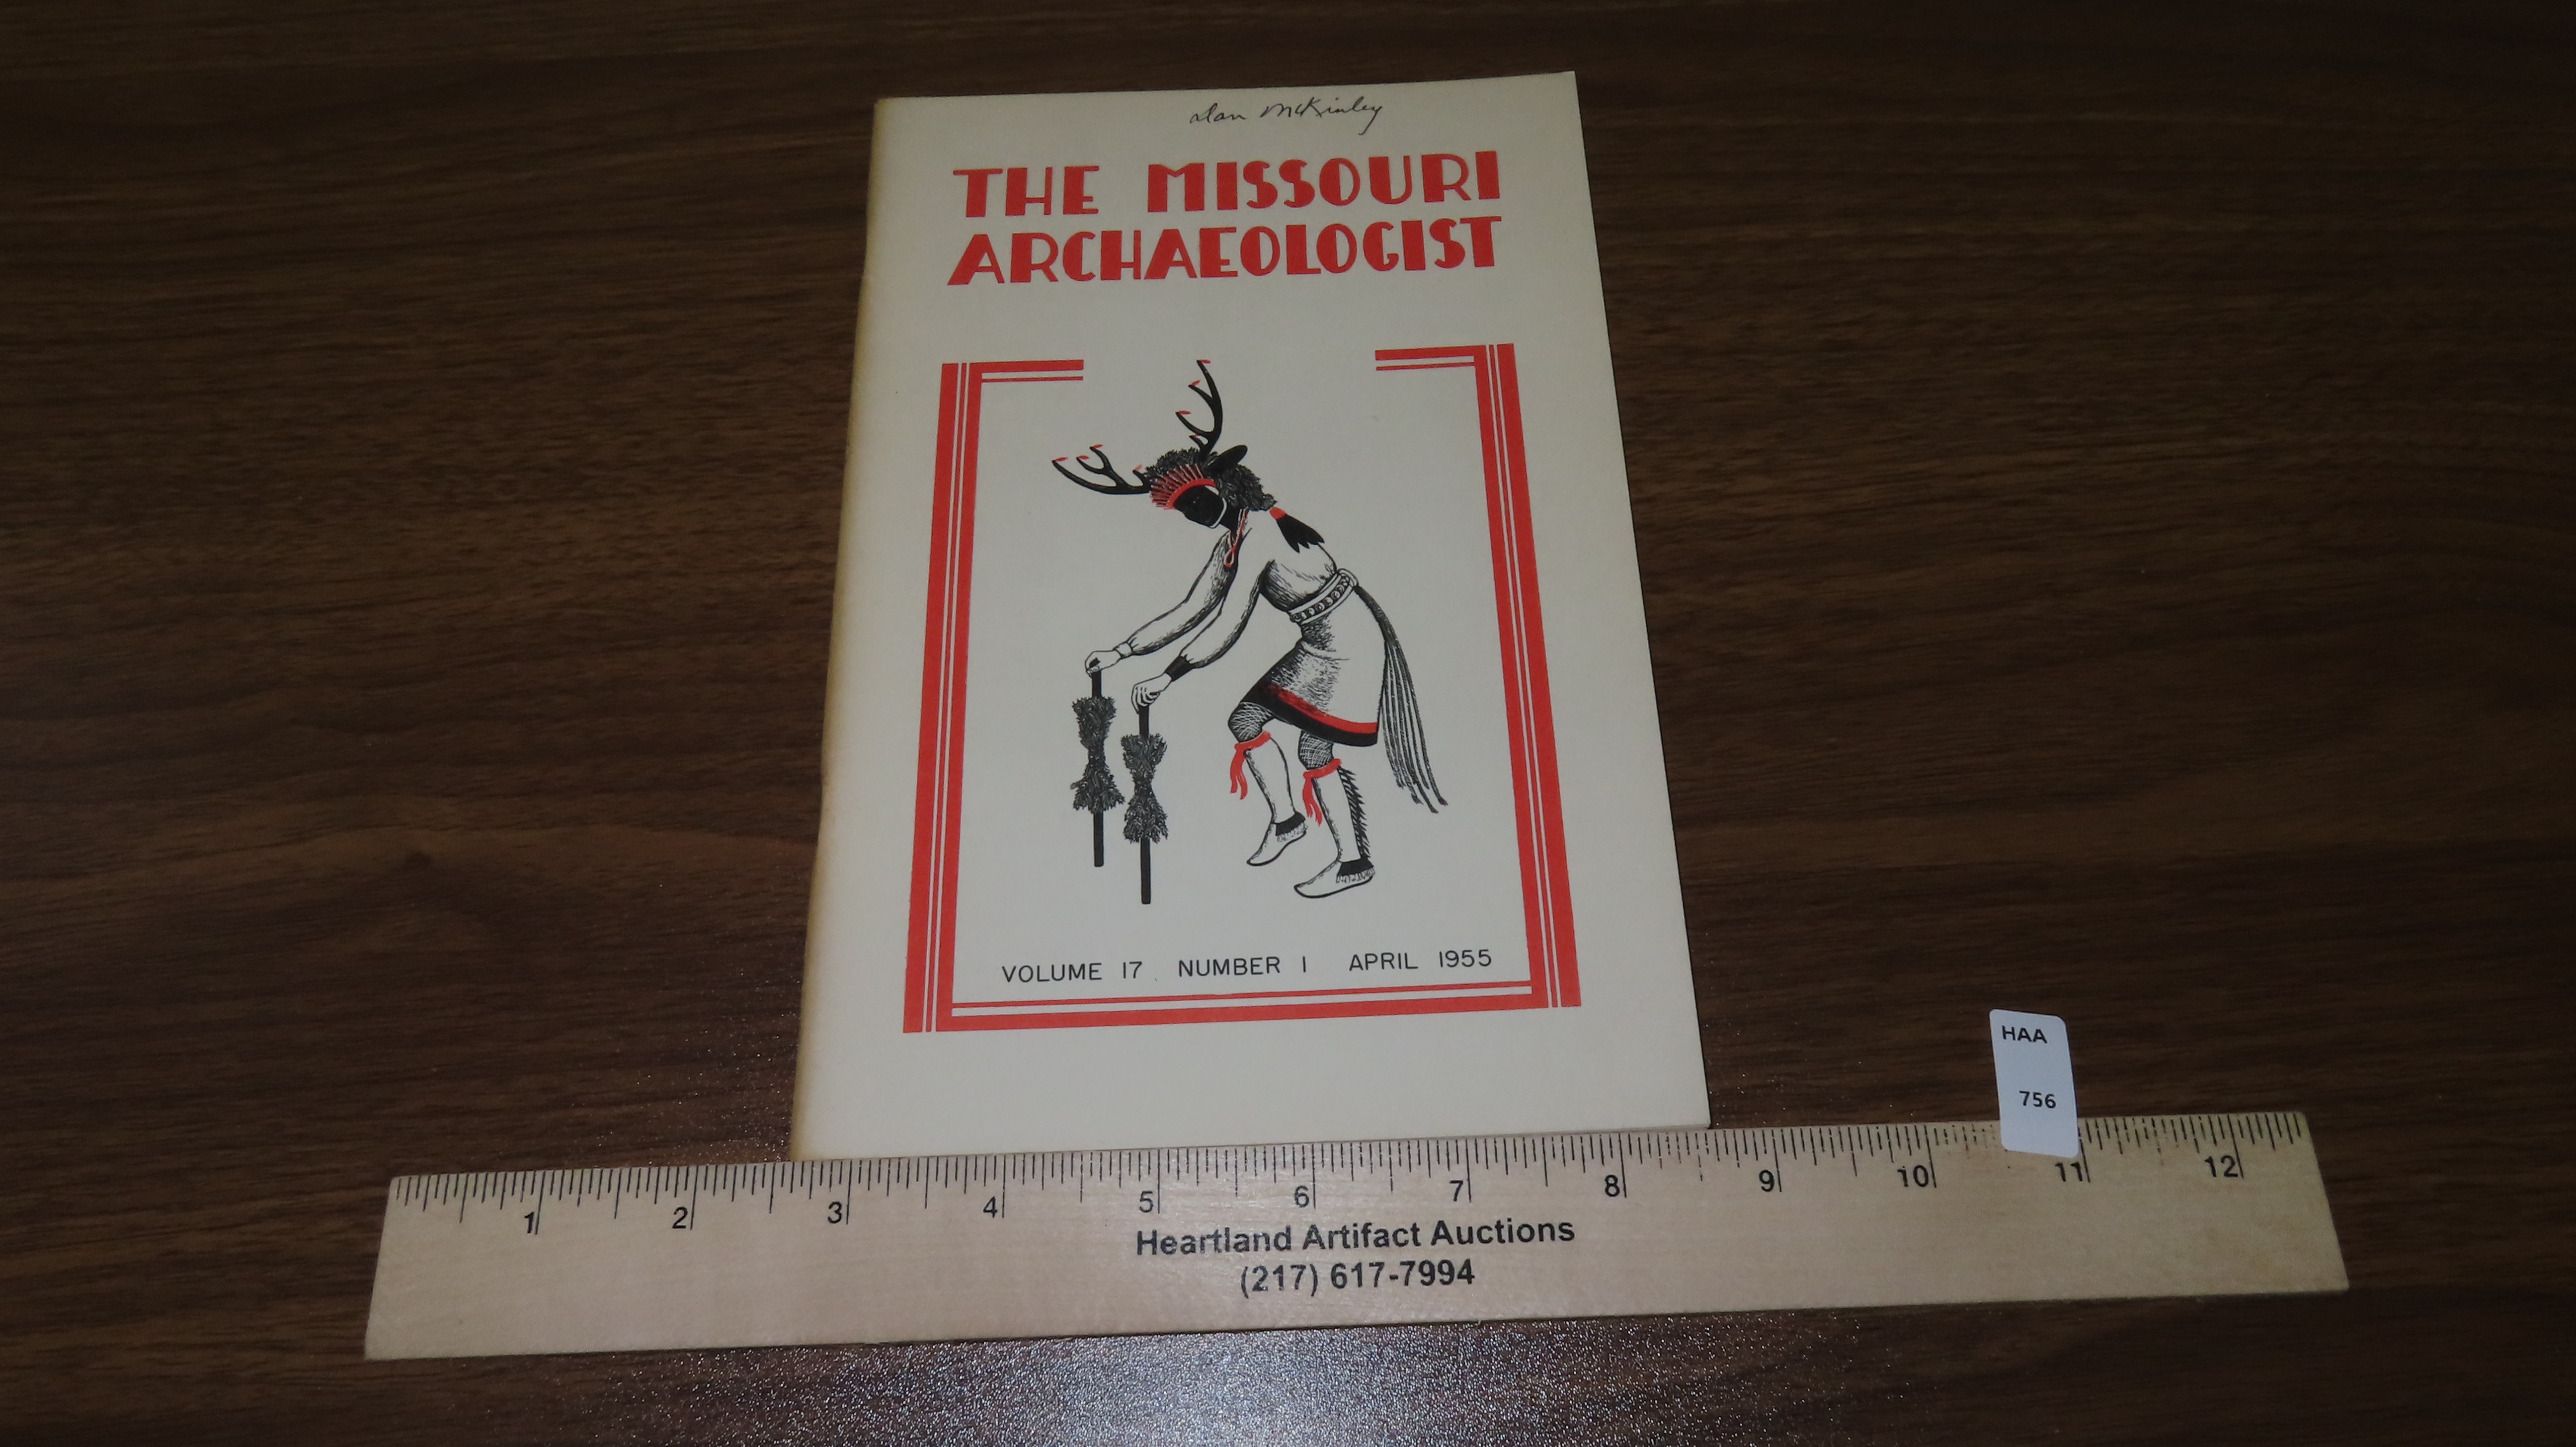 Dan McKinley
THE MISSOURI
ARCHAEOLOGIST
VOLUME 17 NUMBER 1 APRIL 1955
HAA
756
1 2 3 4 5 6 7 8 9 10 11 12
Heartland Artifact Auctions
(217) 617-7994